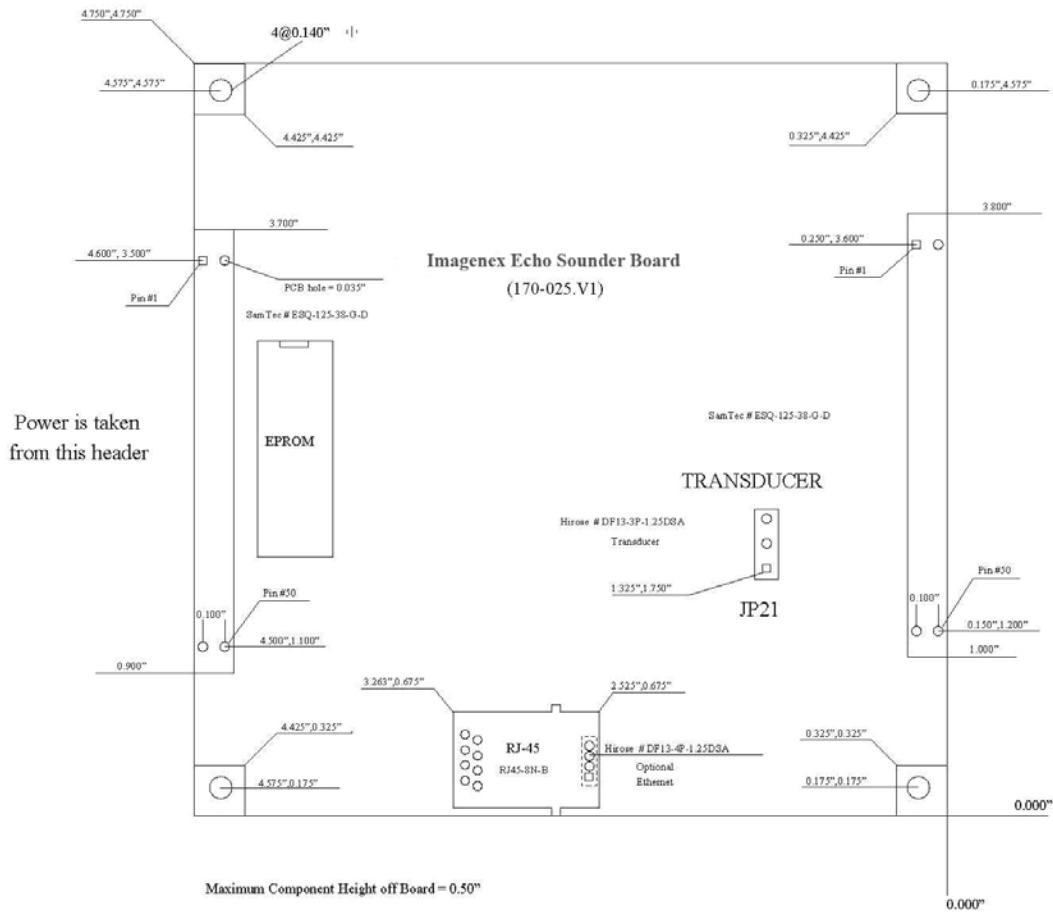 4.750”,4.750”
4@0.140”
4.575”,4.575”
0.175”,4.575”
4.425”,4.425”
0.325”,4.425”
3.700”
3.800”
4.600”, 3.500”
0.250”, 3.600”
Imagenex Echo Sounder Board
(170-025.V1)
Pin #1
PCB hole = 0.035”
Pin #1
SamTec # ESQ-125-38-G-D
Power is taken
from this header
EPROM
SamTec # ESQ-125-38-G-D
TRANSDUCER
Hirose # DF13-3P-1.25DSA
Transducer
1.325”,1.750”
JP21
Pin #50
Pin #50
0.100”
0.100”
4.500”,1.100”
0.150”,1.200”
0.900”
1.000”
3.263”,0.675”
2.525”,0.675”
4.425”,0.325”
RJ-45
RJ45-8N-B
Hirose # DF13-4P-1.25DSA
Optional
Ethernet
0.325”,0.325”
4.575”,0.175”
0.175”,0.175”
0.000”
Maximum Component Height off Board = 0.50”
0.000”